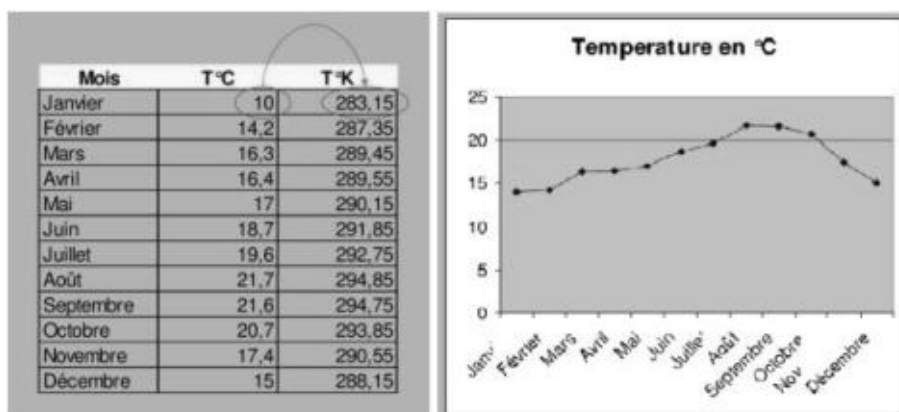 Mois T°C T°K
Janvier 10 283,15
Février 14,2 287,35
Mars 16,3 289,45
Avril 16,4 289,55
Mai 17 290,15
Juin 18,7 291,85
Juillet 19,6 292,75
Août 21,7 294,85
Septembre 21,6 294,75
Octobre 20,7 293,85
Novembre 17,4 290,55
Décembre 15 288,15
Temperature en °C
25
20
15
10
5
0
Janv Février Mars Avril Mai Juin Juillet Août Septembre Octobre Nov Décembre